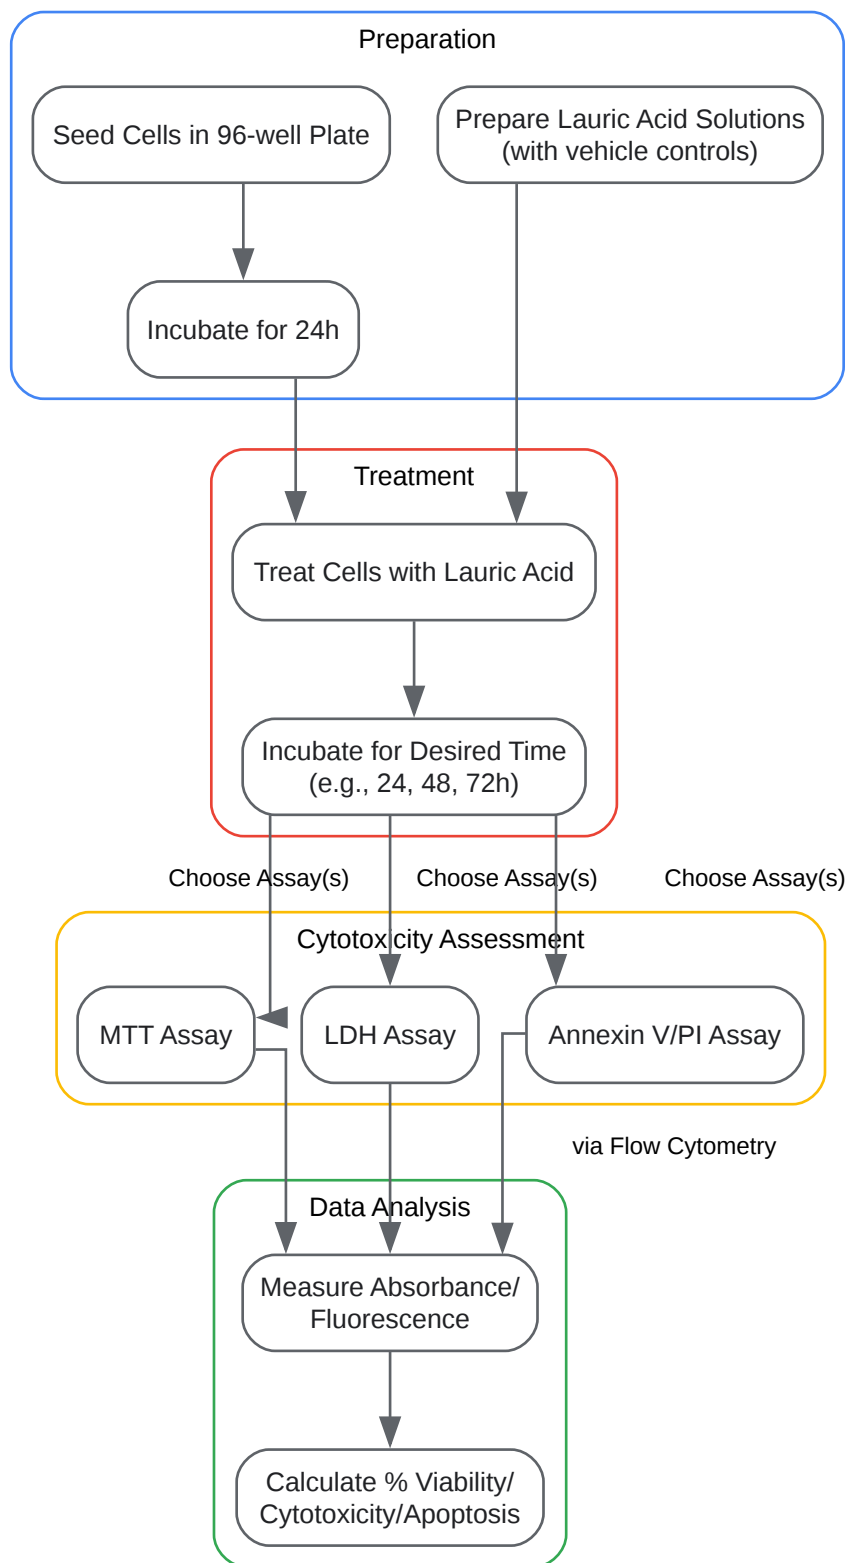 Preparation
Seed Cells in 96-well Plate
Prepare Lauric Acid Solutions
(with vehicle controls)
Incubate for 24h
Treatment
Treat Cells with Lauric Acid
Incubate for Desired Time
(e.g., 24, 48, 72h)
Choose Assay(s)
Choose Assay(s)
Choose Assay(s)
Cytotoxicity Assessment
MTT Assay
LDH Assay
Annexin V/PI Assay
via Flow Cytometry
Data Analysis
Measure Absorbance/
Fluorescence
Calculate % Viability/
Cytotoxicity/Apoptosis